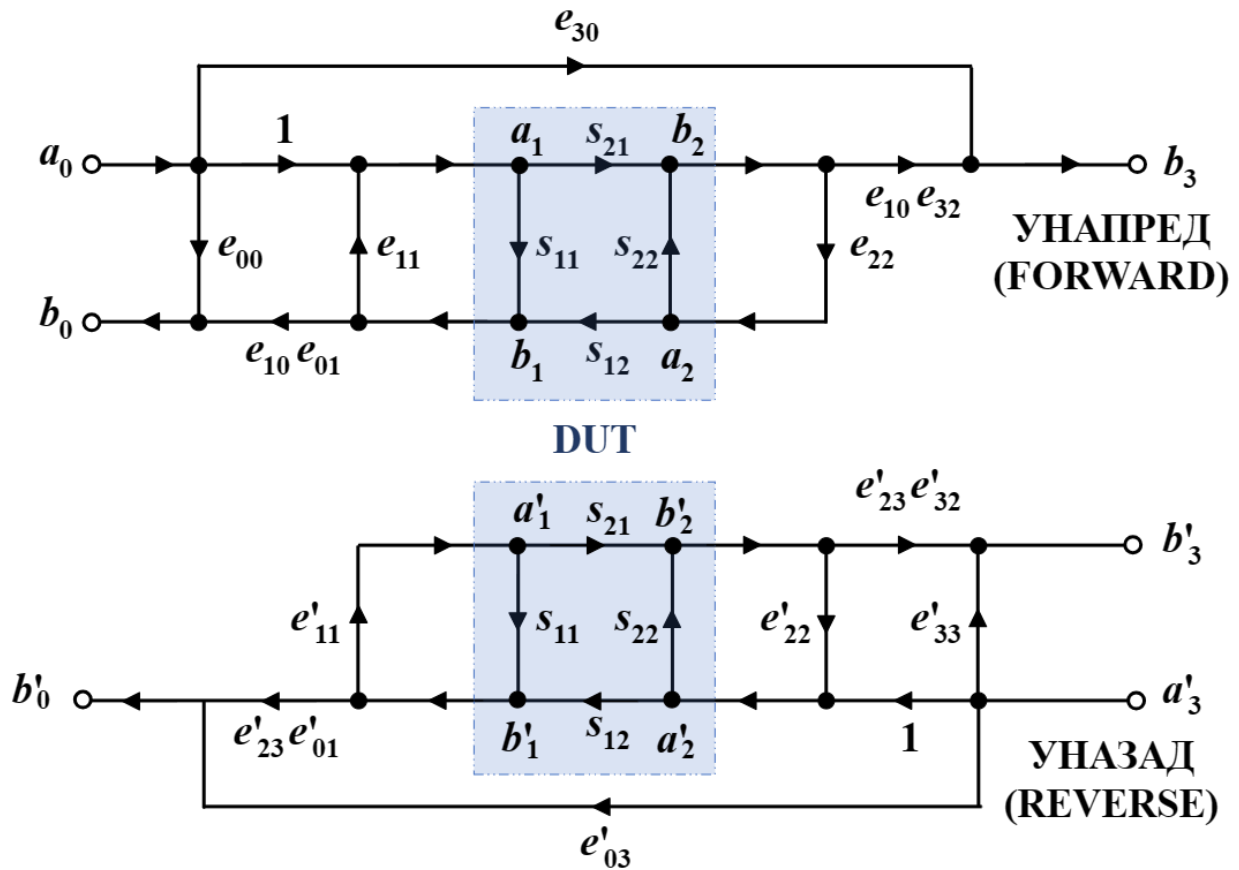 e30
1 a1 s21 b2
a0 b3
e10 e32
e00 e11 s11 s22 e22
УНАПРЕД
(FORWARD)
b0
e10 e01 b1 s12 a2
DUT
e'23 e'32
a'1 s21 b'2
b'3
e'11 s11 s22 e'22 e'33
b'0 a'3
e'23 e'01 b'1 s12 a'2 1
УНАЗАД
(REVERSE)
e'03